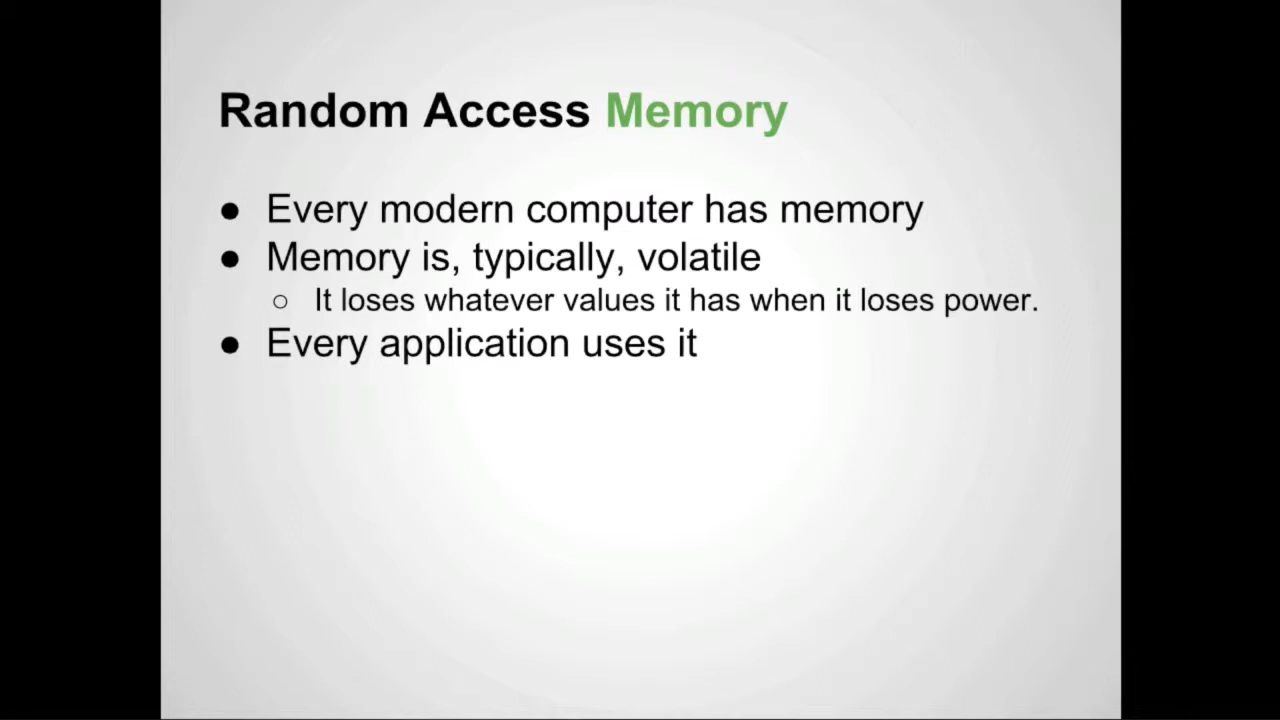 Random Access Memory
● Every modern computer has memory
● Memory is, typically, volatile
○ It loses whatever values it has when it loses power.
● Every application uses it